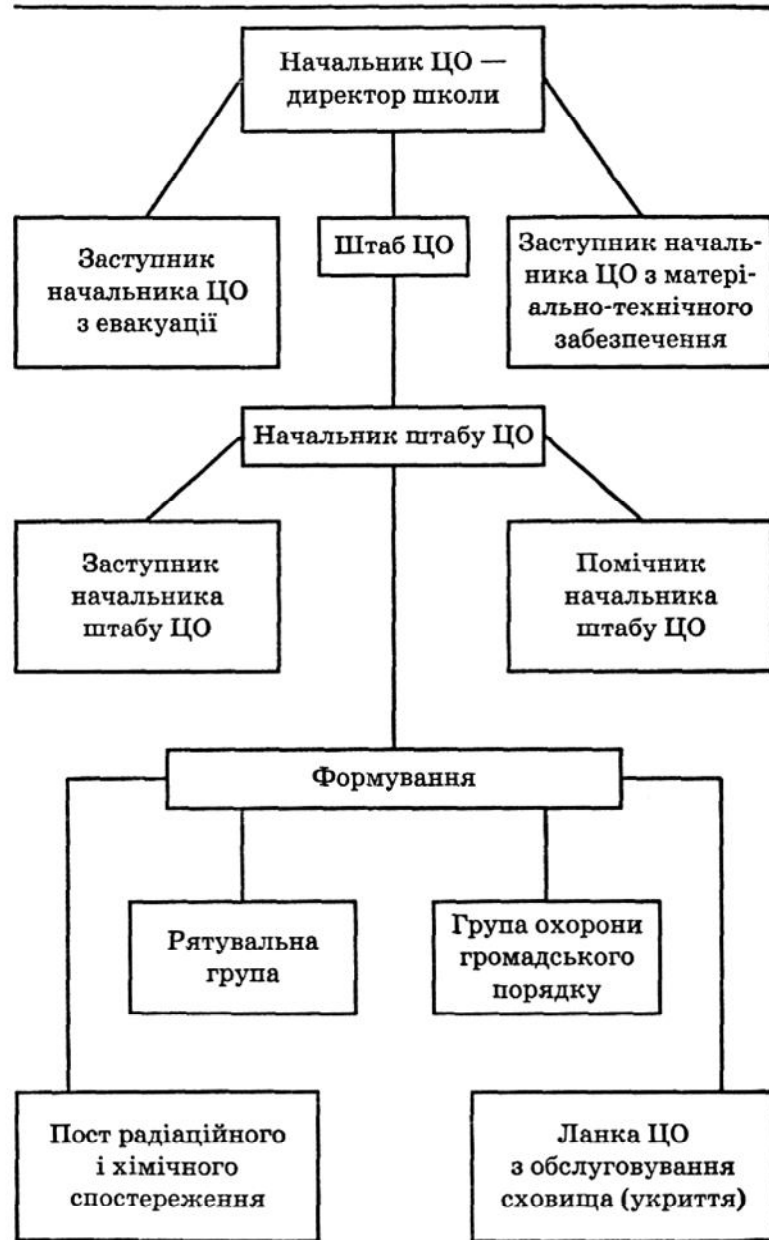 Начальник ЦО —
директор школи
Заступник
начальника ЦО
з евакуації
Штаб ЦО
Заступник началь-
ника ЦО з матері-
ально-технічного
забезпечення
Начальник штабу ЦО
Заступник
начальника
штабу ЦО
Помічник
начальника
штабу ЦО
Формування
Рятувальна
група
Група охорони
громадського
порядку
Пост радіаційного
і хімічного
спостереження
Ланка ЦО
з обслуговування
сховища (укриття)